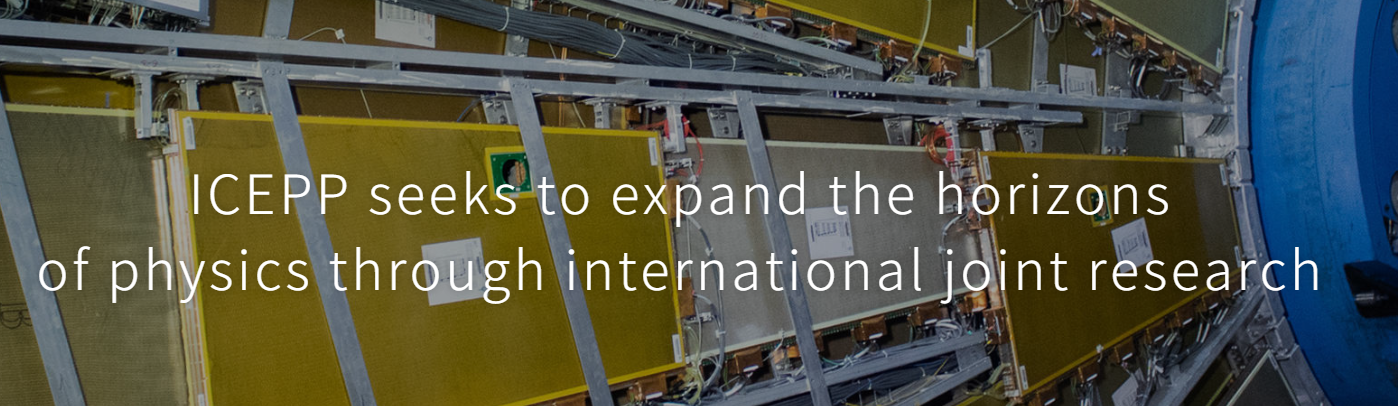 ICEPP seeks to expand the horizons
of physics through international joint research